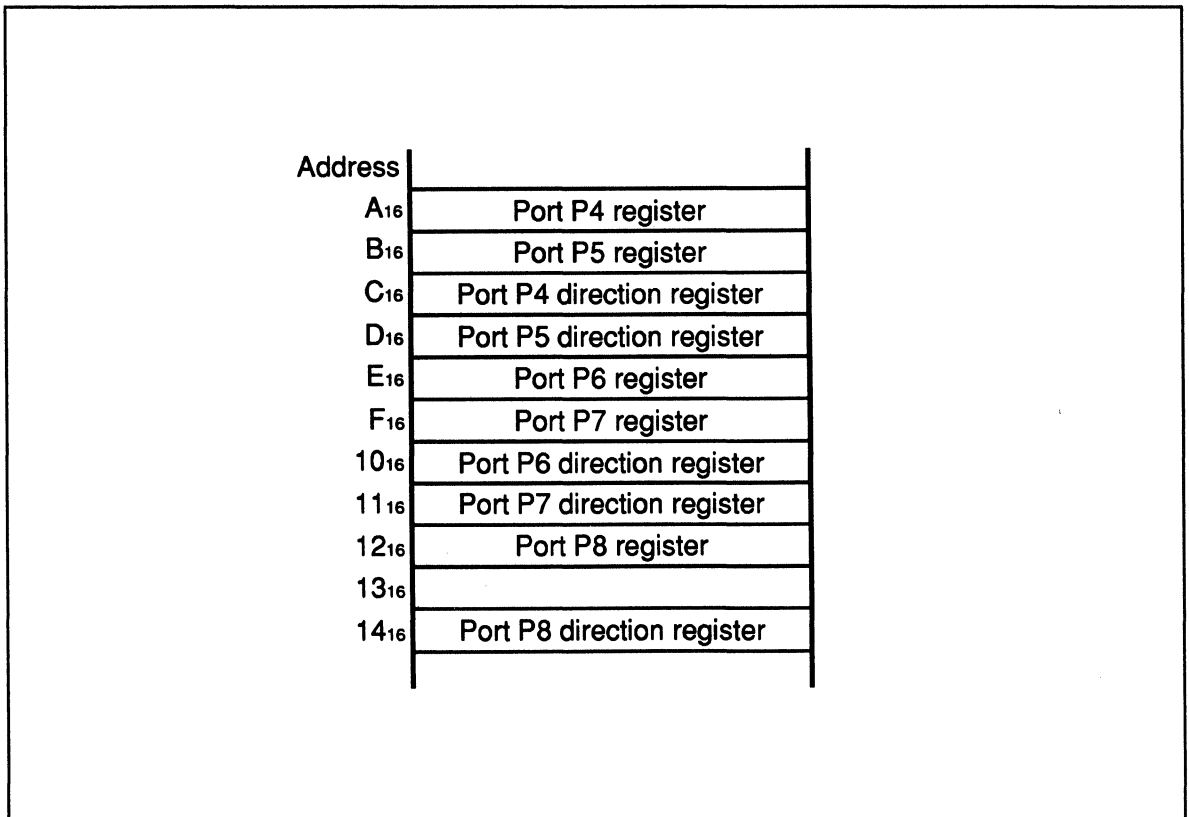 Address
A16 Port P4 register
B16 Port P5 register
C16 Port P4 direction register
D16 Port P5 direction register
E16 Port P6 register
F16 Port P7 register
1016 Port P6 direction register
1116 Port P7 direction register
1216 Port P8 register
1316
1416 Port P8 direction register